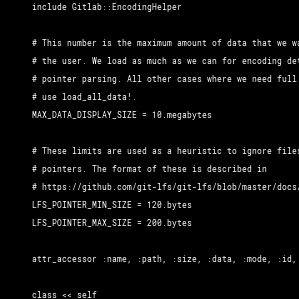 include Gitlab::EncodingHelper
# This number is the maximum amount of data that we
# the user. We load as much as we can for encoding
# pointer parsing. All other cases where we need full
# use load_all_data!.
MAX_DATA_DISPLAY_SIZE = 10.megabytes
# These limits are used as a heuristic to ignore files
# pointers. The format of these is described in
# https://github.com/git-lfs/git-lfs/blob/master/docs/
LFS_POINTER_MIN_SIZE = 120.bytes
LFS_POINTER_MAX_SIZE = 200.bytes
attr_accessor :name, :path, :size, :data, :mode, :id,
class << self